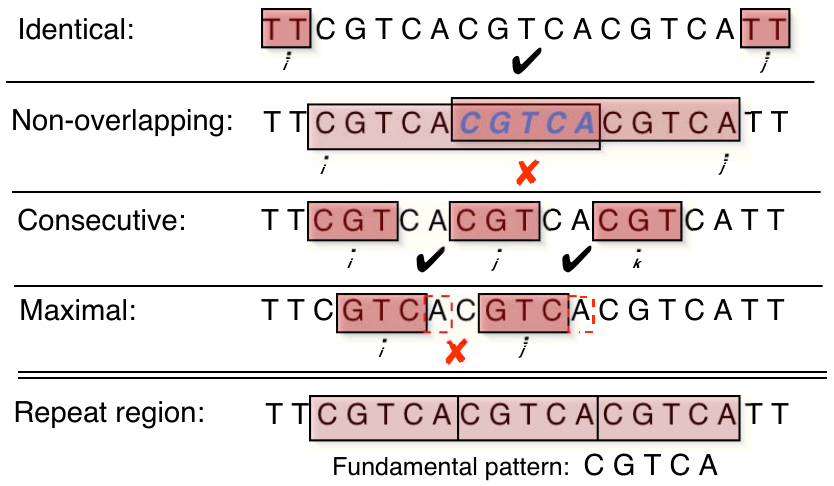 Identical: T T C G T C A C G T C A C G T C A T T
i j
Non-overlapping: T T C G T C A C G T C A C G T C A T T
i j
Consecutive: T T C G T C A C G T C A C G T C A T T
i j k
Maximal: T T C G T C A C G T C A C G T C A T T
i j
Repeat region: T T C G T C A C G T C A C G T C A T T
Fundamental pattern: C G T C A